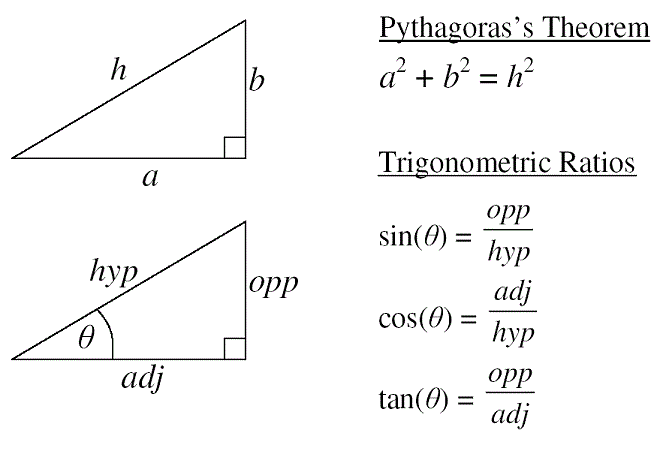 h
b
a
Pythagoras's Theorem
a² + b² = h²
hyp
opp
θ
adj
Trigonometric Ratios
sin(θ) = opp/hyp
cos(θ) = adj/hyp
tan(θ) = opp/adj